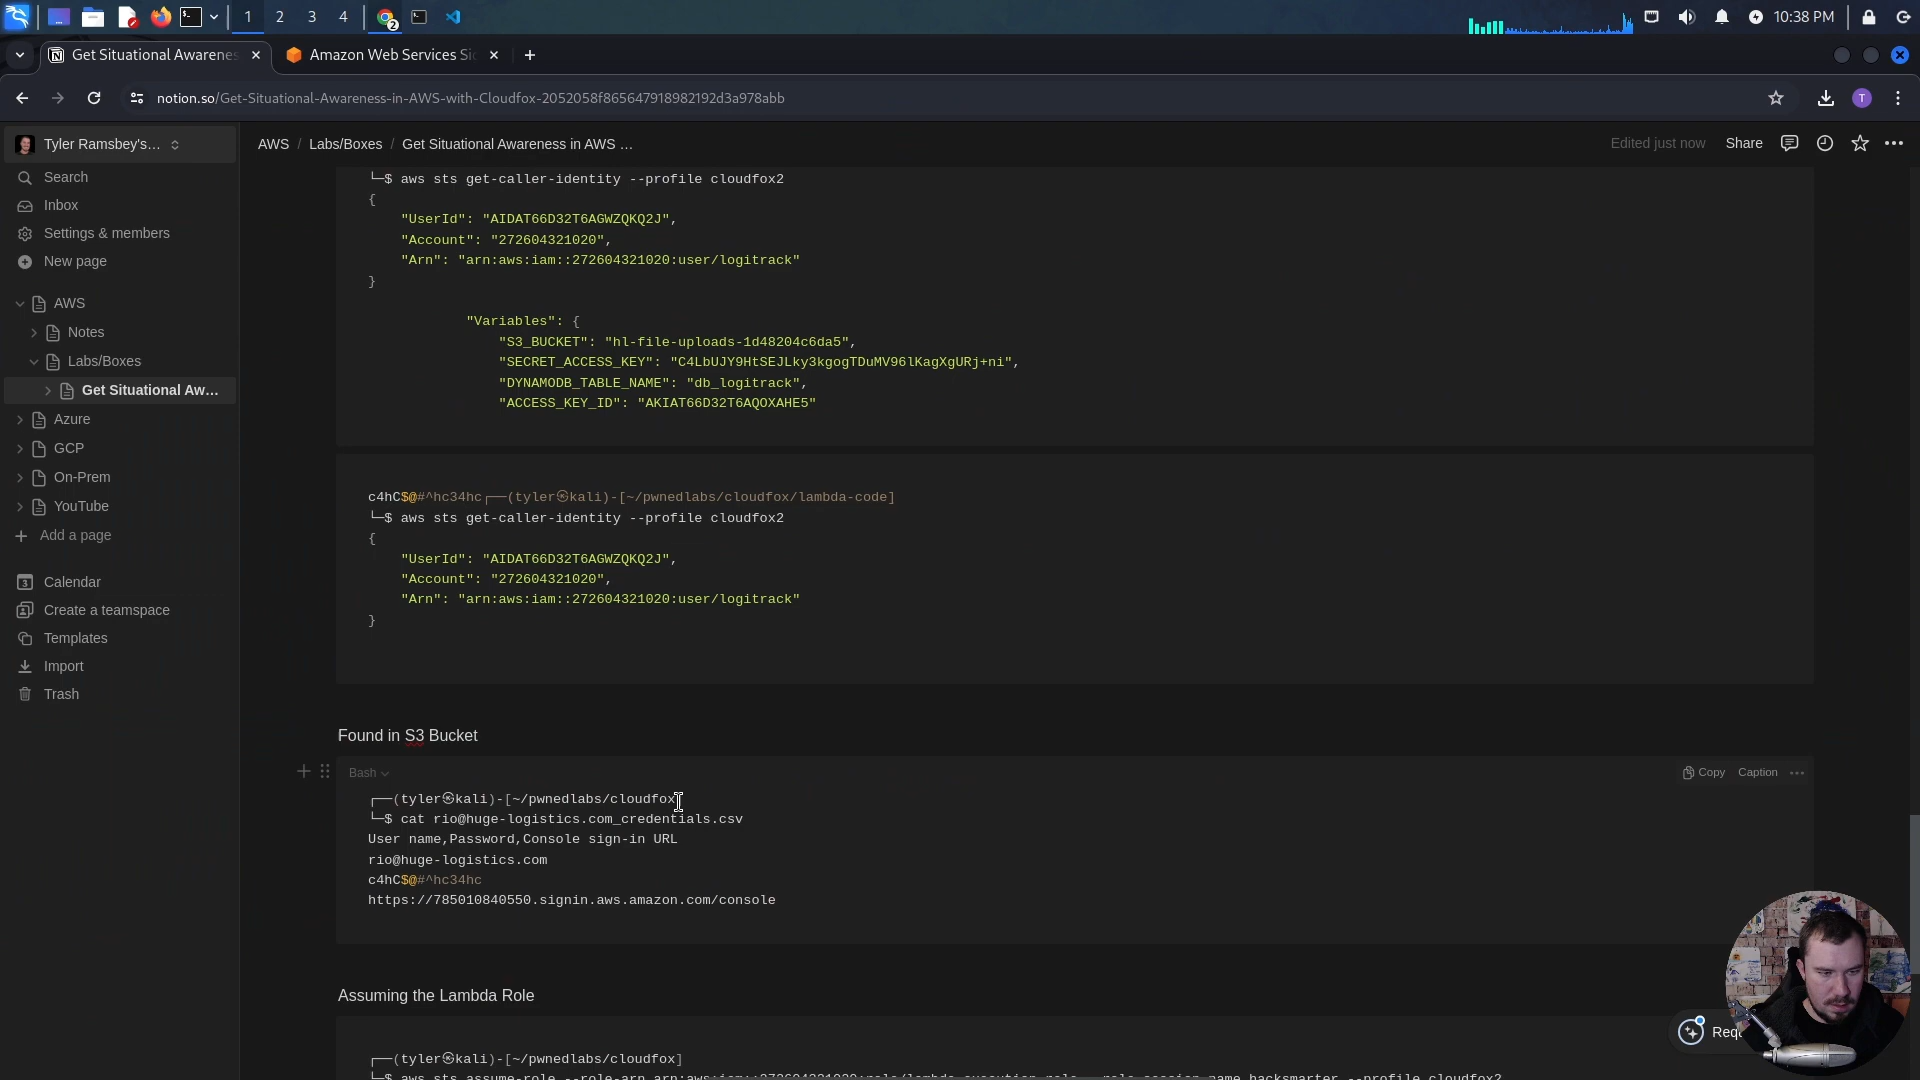 1
2
3
4
2
10:38 PM
Get Situational Awarenes
Amazon Web Services Si
notion.so/Get-Situational-Awareness-in-AWS-with-Cloudfox-2052058f865647918982192d3a978abb
T
Tyler Ramsbey's…
AWS / Labs/Boxes / Get Situational Awareness in AWS …
Edited just now
Share
Search
Inbox
Settings & members
New page
AWS
Notes
Labs/Boxes
Get Situational Aw…
Azure
GCP
On-Prem
YouTube
Add a page
Calendar
Create a teamspace
Templates
Import
Trash
└─$ aws sts get-caller-identity --profile cloudfox2
{
"UserId": "AIDAT66D32T6AGWZQKQ2J",
"Account": "272604321020",
"Arn": "arn:aws:iam::272604321020:user/logitrack"
}
"Variables": {
"S3_BUCKET": "hl-file-uploads-1d48204c6da5",
"SECRET_ACCESS_KEY": "C4LbUJY9HtSEJLky3kgogTDuMV96lKagXgURj+ni",
"DYNAMODB_TABLE_NAME": "db_logitrack",
"ACCESS_KEY_ID": "AKIAT66D32T6AQOXAHE5"
c4hC$@#^hc34hc┌──(tyler㉿kali)-[~/pwnedlabs/cloudfox/lambda-code]
└─$ aws sts get-caller-identity --profile cloudfox2
{
"UserId": "AIDAT66D32T6AGWZQKQ2J",
"Account": "272604321020",
"Arn": "arn:aws:iam::272604321020:user/logitrack"
}
Found in S3 Bucket
Bash
Copy
Caption
┌──(tyler㉿kali)-[~/pwnedlabs/cloudfox]
└─$ cat rio@huge-logistics.com_credentials.csv
User name,Password,Console sign-in URL
rio@huge-logistics.com
c4hC$@#^hc34hc
https://785010840550.signin.aws.amazon.com/console
Assuming the Lambda Role
┌──(tyler㉿kali)-[~/pwnedlabs/cloudfox]